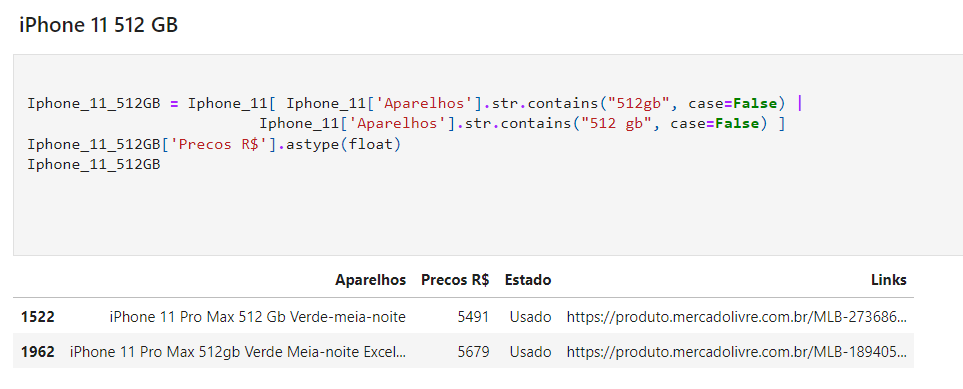 iPhone 11 512 GB
Iphone_11_512GB = Iphone_11[ Iphone_11['Aparelhos'].str.contains("512gb", case=False) |
Iphone_11['Aparelhos'].str.contains("512 gb", case=False) ]
Iphone_11_512GB['Precos R$'].astype(float)
Iphone_11_512GB
Aparelhos Precos R$ Estado Links
1522 iPhone 11 Pro Max 512 Gb Verde-meia-noite 5491 Usado https://produto.mercadolivre.com.br/MLB-273686...
1962 iPhone 11 Pro Max 512gb Verde Meia-noite Excel... 5679 Usado https://produto.mercadolivre.com.br/MLB-189405...